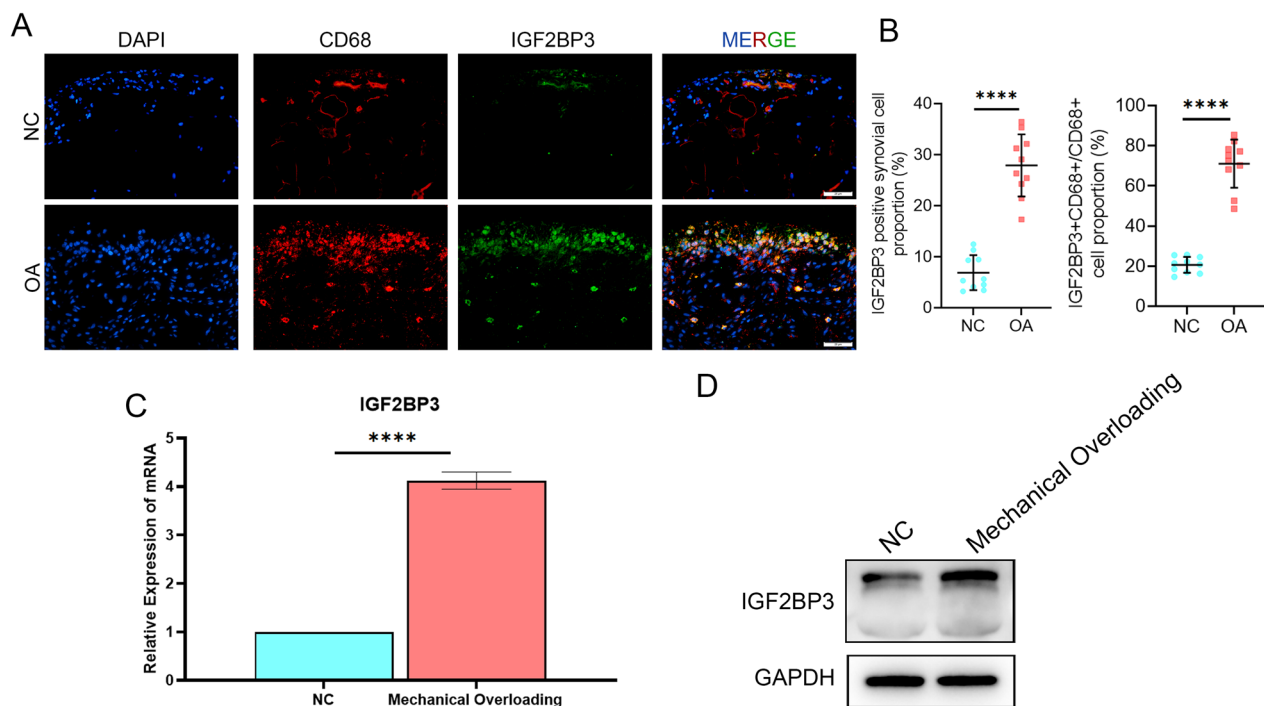 A
DAPI
CD68
IGF2BP3
MERGE
NC
OA
B
IGF2BP3 positive synovial cell
proportion (%)
40
30
20
10
0
****
NC
OA
IGF2BP3+CD68+/CD68+
cell proportion (%)
100
80
60
40
20
0
****
NC
OA
C
IGF2BP3
****
Relative Expression of mRNA
5
4
3
2
1
0
NC
Mechanical Overloading
D
NC
Mechanical Overloading
IGF2BP3
GAPDH